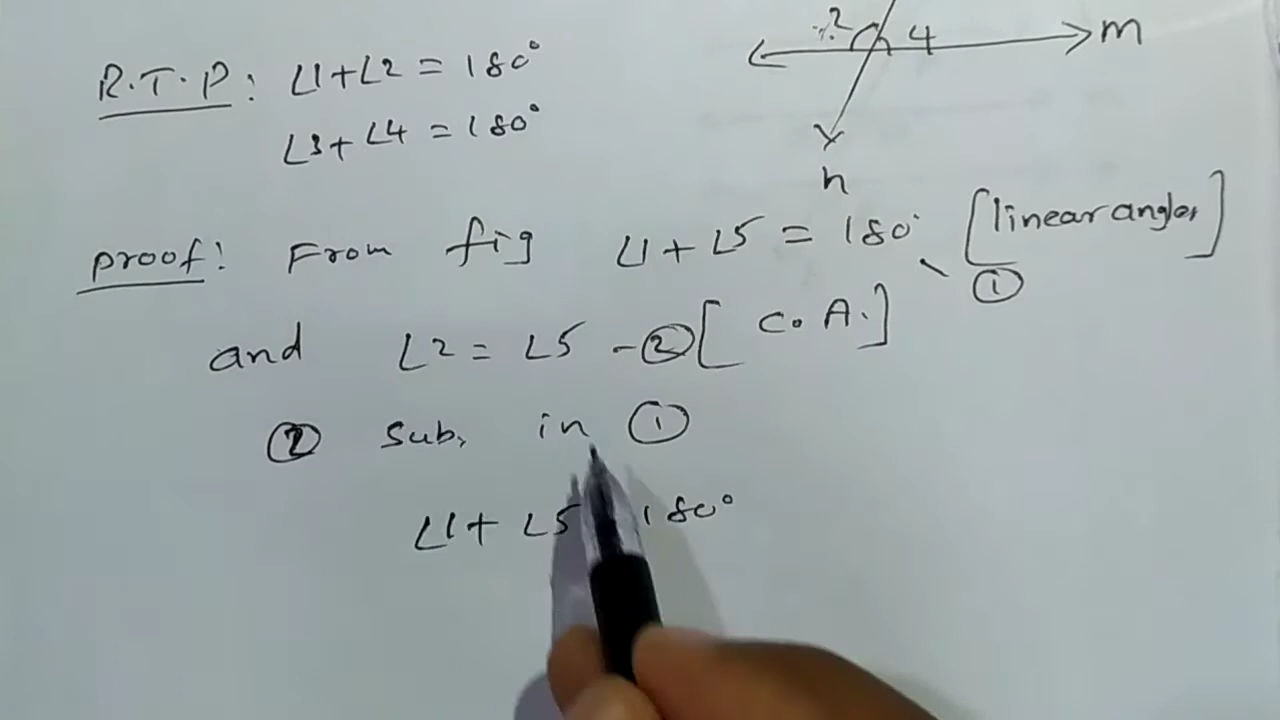 2 4 m
R.T.P: ∠1+∠2 = 180°
∠3+∠4 = 180°
n
proof: From fig ∠1+∠5 = 180° [linear angles]
①
and ∠2 = ∠5 - ② [C.A.]
② Sub, in ①
∠1+ ∠5 180°